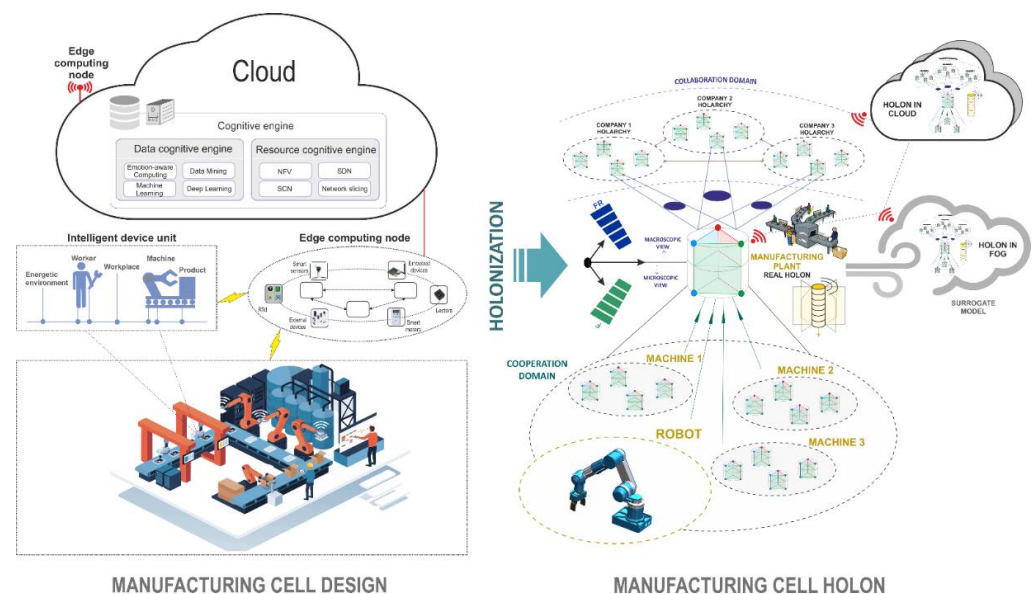 Edge
computing
node
Cloud
Cognitive engine
Data cognitive engine
Resource cognitive engine
Emotion-aware
Computing
Data Mining
Machine
Learning
Deep Learning
NFV
SDN
SCN
Network slicing
Intelligent device unit
Edge computing node
Energetic
environment
Worker
Workplace
Machine
Product
Smart
sensors
Embebed
devices
Rfid
Lectors
External
devices
Smart
meters
MANUFACTURING CELL DESIGN
HOLONIZATION
COLLABORATION DOMAIN
COMPANY 1
HOLARCHY
COMPANY 2
HOLARCHY
COMPANY 3
HOLARCHY
HOLON IN
CLOUD
FR
MACROSCOPIC
VIEW
MICROSCOPIC
VIEW
MANUFACTURING
PLANT
REAL HOLON
HOLON IN
FOG
SURROGATE
MODEL
COOPERATION
DOMAIN
MACHINE 1
MACHINE 2
ROBOT
MACHINE 3
MANUFACTURING CELL HOLON